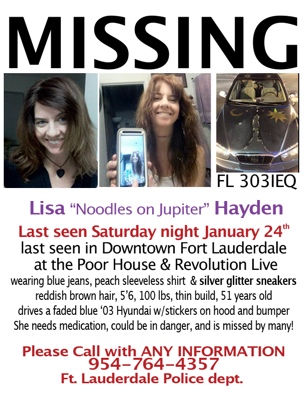 MISSING
FL 303IEQ
Lisa “Noodles on Jupiter” Hayden
Last seen Saturday night January 24th
last seen in Downtown Fort Lauderdale
at the Poor House & Revolution Live
wearing blue jeans, peach sleeveless shirt & silver glitter sneakers
reddish brown hair, 5'6, 100 lbs, thin build, 51 years old
drives a faded blue ‘03 Hyundai w/stickers on hood and bumper
She needs medication, could be in danger, and is missed by many!
Please Call with ANY INFORMATION
954-764-4357
Ft. Lauderdale Police dept.